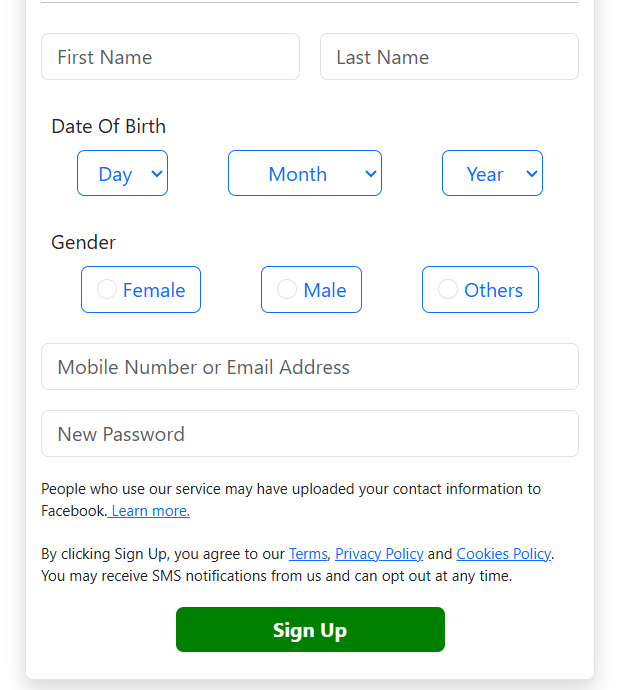 First Name Last Name
Date Of Birth
Day Month Year
Gender
Female Male Others
Mobile Number or Email Address
New Password
People who use our service may have uploaded your contact information to
Facebook. Learn more.
By clicking Sign Up, you agree to our Terms, Privacy Policy and Cookies Policy.
You may receive SMS notifications from us and can opt out at any time.
Sign Up